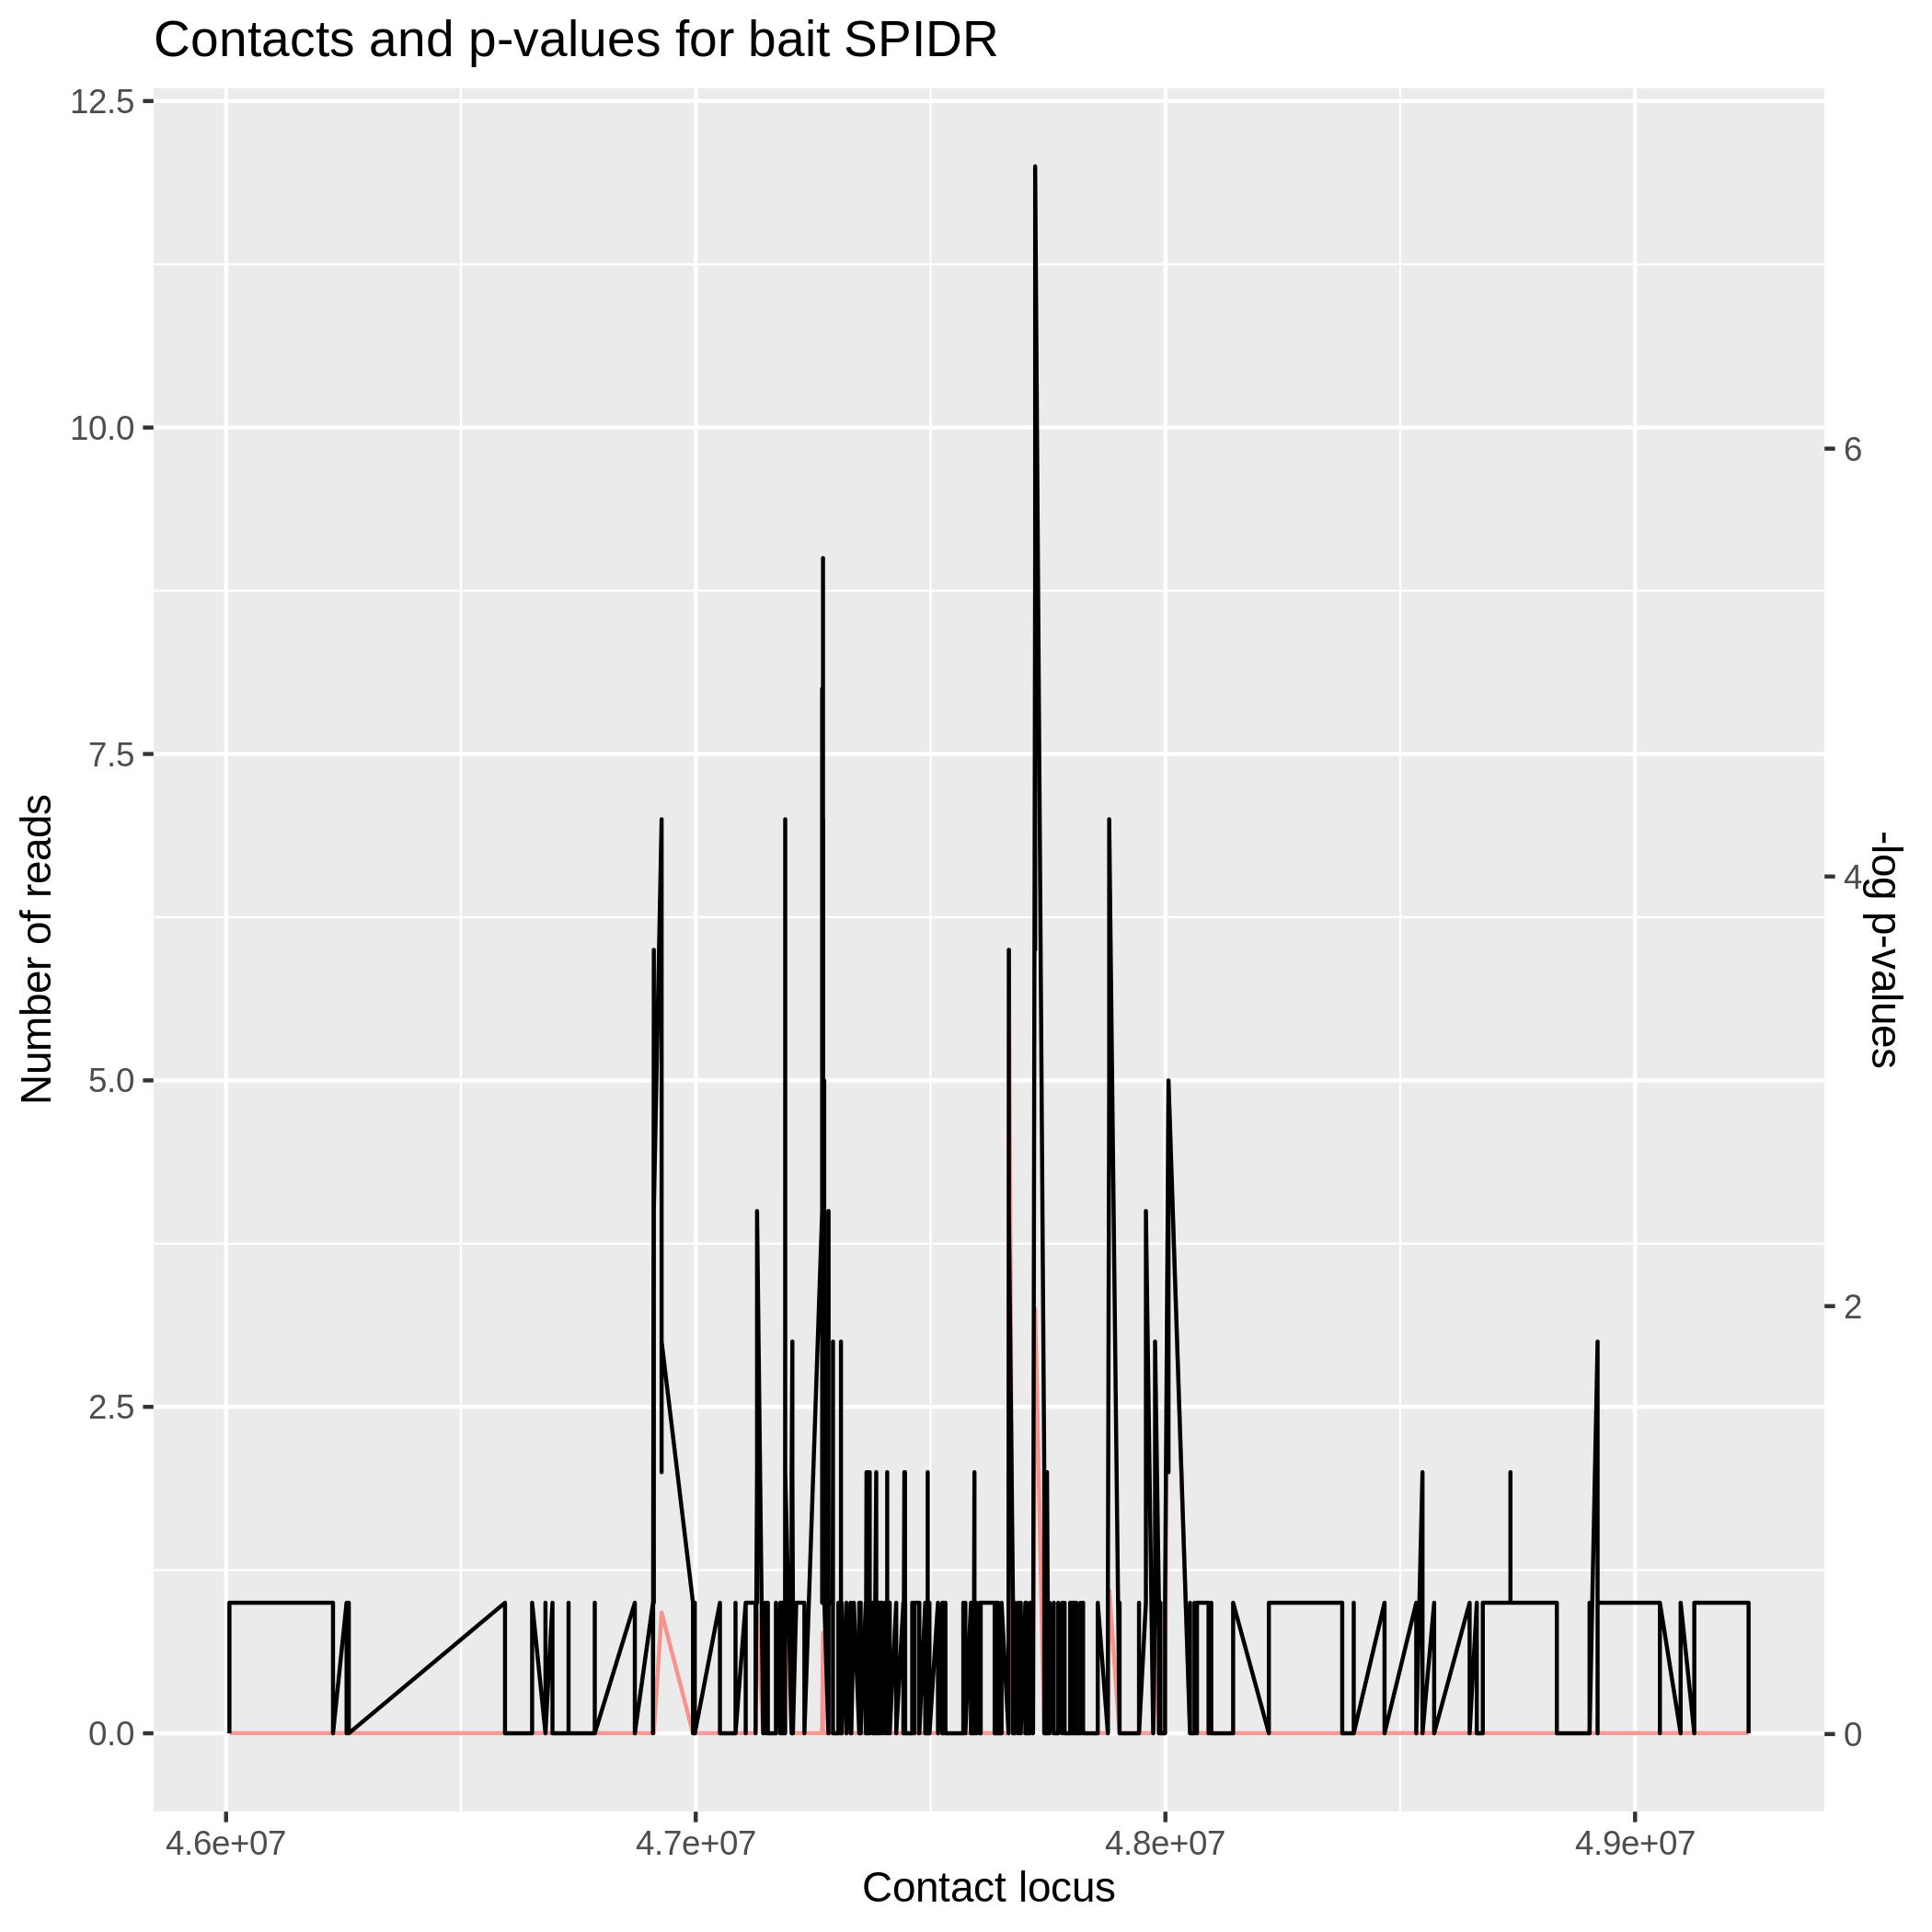 Contacts and p-values for bait SPIDR
12.5
10.0
7.5
5.0
2.5
0.0
Number of reads
6
4
2
0
-log p-values
4.6e+07
4.7e+07
4.8e+07
4.9e+07
Contact locus